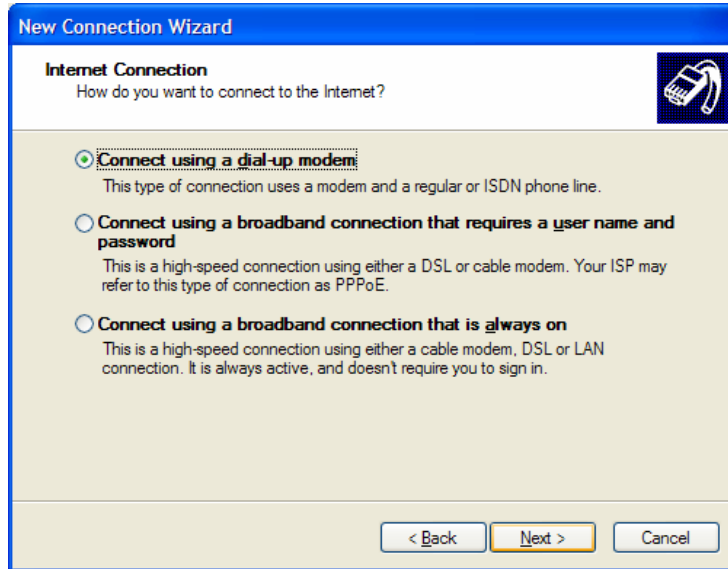 New Connection Wizard
Internet Connection
How do you want to connect to the Internet?
Connect using a dial-up modem
This type of connection uses a modem and a regular or ISDN phone line.
Connect using a broadband connection that requires a user name and
password
This is a high-speed connection using either a DSL or cable modem. Your ISP may
refer to this type of connection as PPPoE.
Connect using a broadband connection that is always on
This is a high-speed connection using either a cable modem, DSL or LAN
connection. It is always active, and doesn't require you to sign in.
< Back
Next >
Cancel